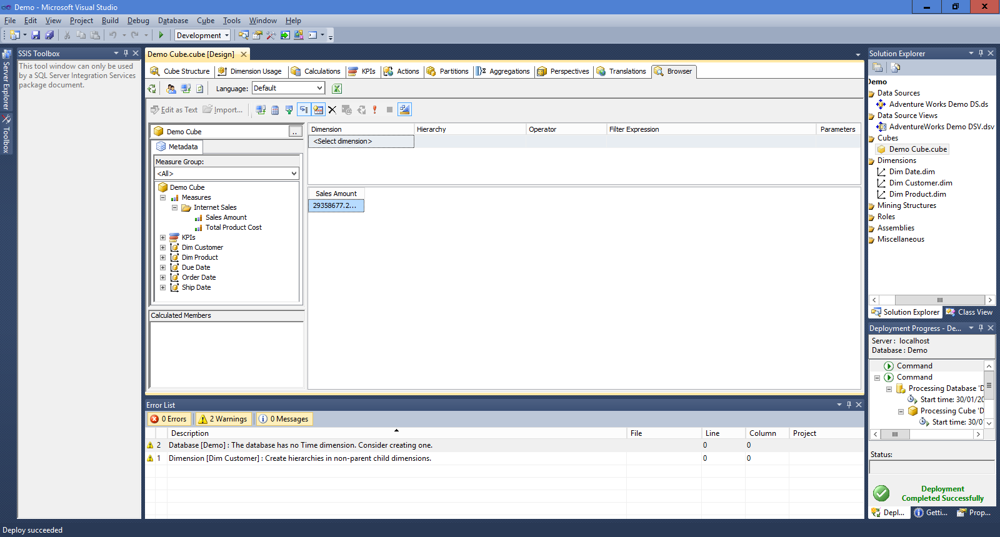 Demo - Microsoft Visual Studio
File Edit View Project Build Debug Database Cube Tools Window Help
Development
Server Explorer
Toolbox
SSIS Toolbox
This tool window can only be used
by a SQL Server Integration Services
package document.
Demo Cube.cube [Design]
Cube Structure Dimension Usage Calculations KPIs Actions Partitions Aggregations Perspectives Translations Browser
Language: Default
Edit as Text Import...
Demo Cube ..
Metadata
Measure Group:
<All>
Demo Cube
Measures
Internet Sales
Sales Amount
Total Product Cost
KPIs
Dim Customer
Dim Product
Due Date
Order Date
Ship Date
Calculated Members
Dimension Hierarchy Operator Filter Expression Parameters
<Select dimension>
Sales Amount
29358677.2...
Error List
0 Errors 2 Warnings 0 Messages
Description File Line Column Project
2 Database [Demo] : The database has no Time dimension. Consider creating one. 0 0
1 Dimension [Dim Customer] : Create hierarchies in non-parent child dimensions. 0 0
Solution Explorer
Demo
Data Sources
Adventure Works Demo DS.ds
Data Source Views
AdventureWorks Demo DSV.dsv
Cubes
Demo Cube.cube
Dimensions
Dim Date.dim
Dim Customer.dim
Dim Product.dim
Mining Structures
Roles
Assemblies
Miscellaneous
Solution Explorer Class View
Deployment Progress - De...
Server : localhost
Database : Demo
Command
Command
Processing Database 'D
Start time: 30/01/20
Processing Cube 'D
Start time: 30/0
Status:
Deployment
Completed Successfully
Depl... Getti... Prop...
Deploy succeeded